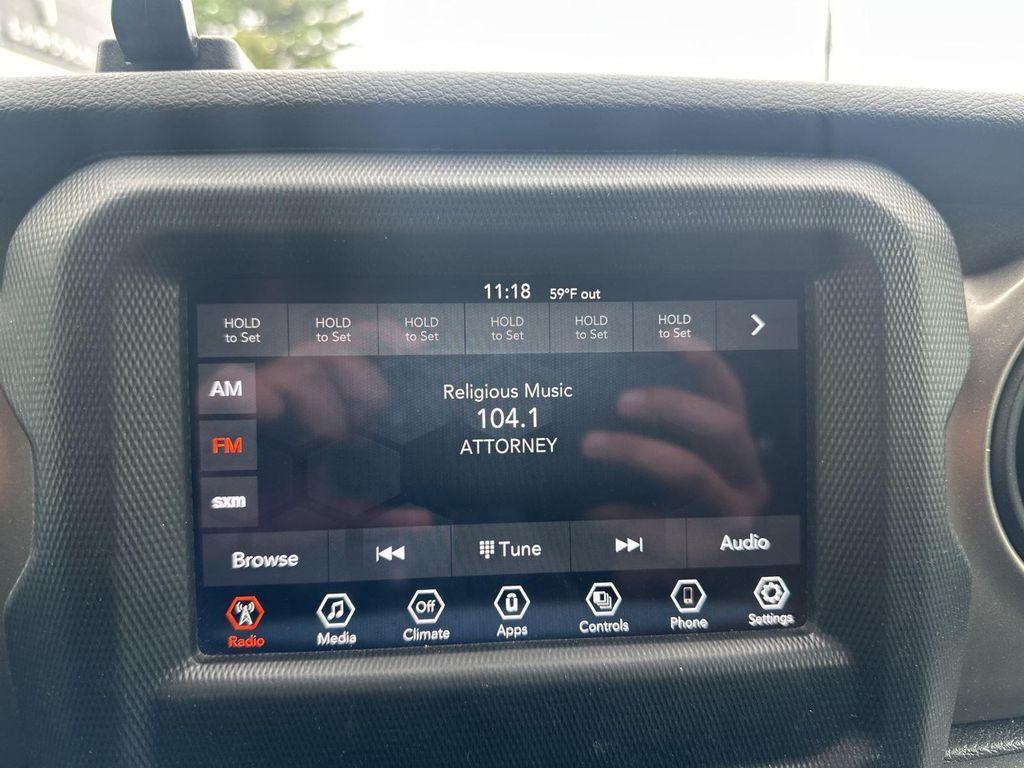 11:18 59°F out
HOLD to Set
HOLD to Set
HOLD to Set
HOLD to Set
HOLD to Set
HOLD to Set
AM
FM
sxm
Religious Music
104.1
ATTORNEY
Browse
Tune
Audio
Radio
Media
Off
Climate
Apps
Controls
Phone
Settings